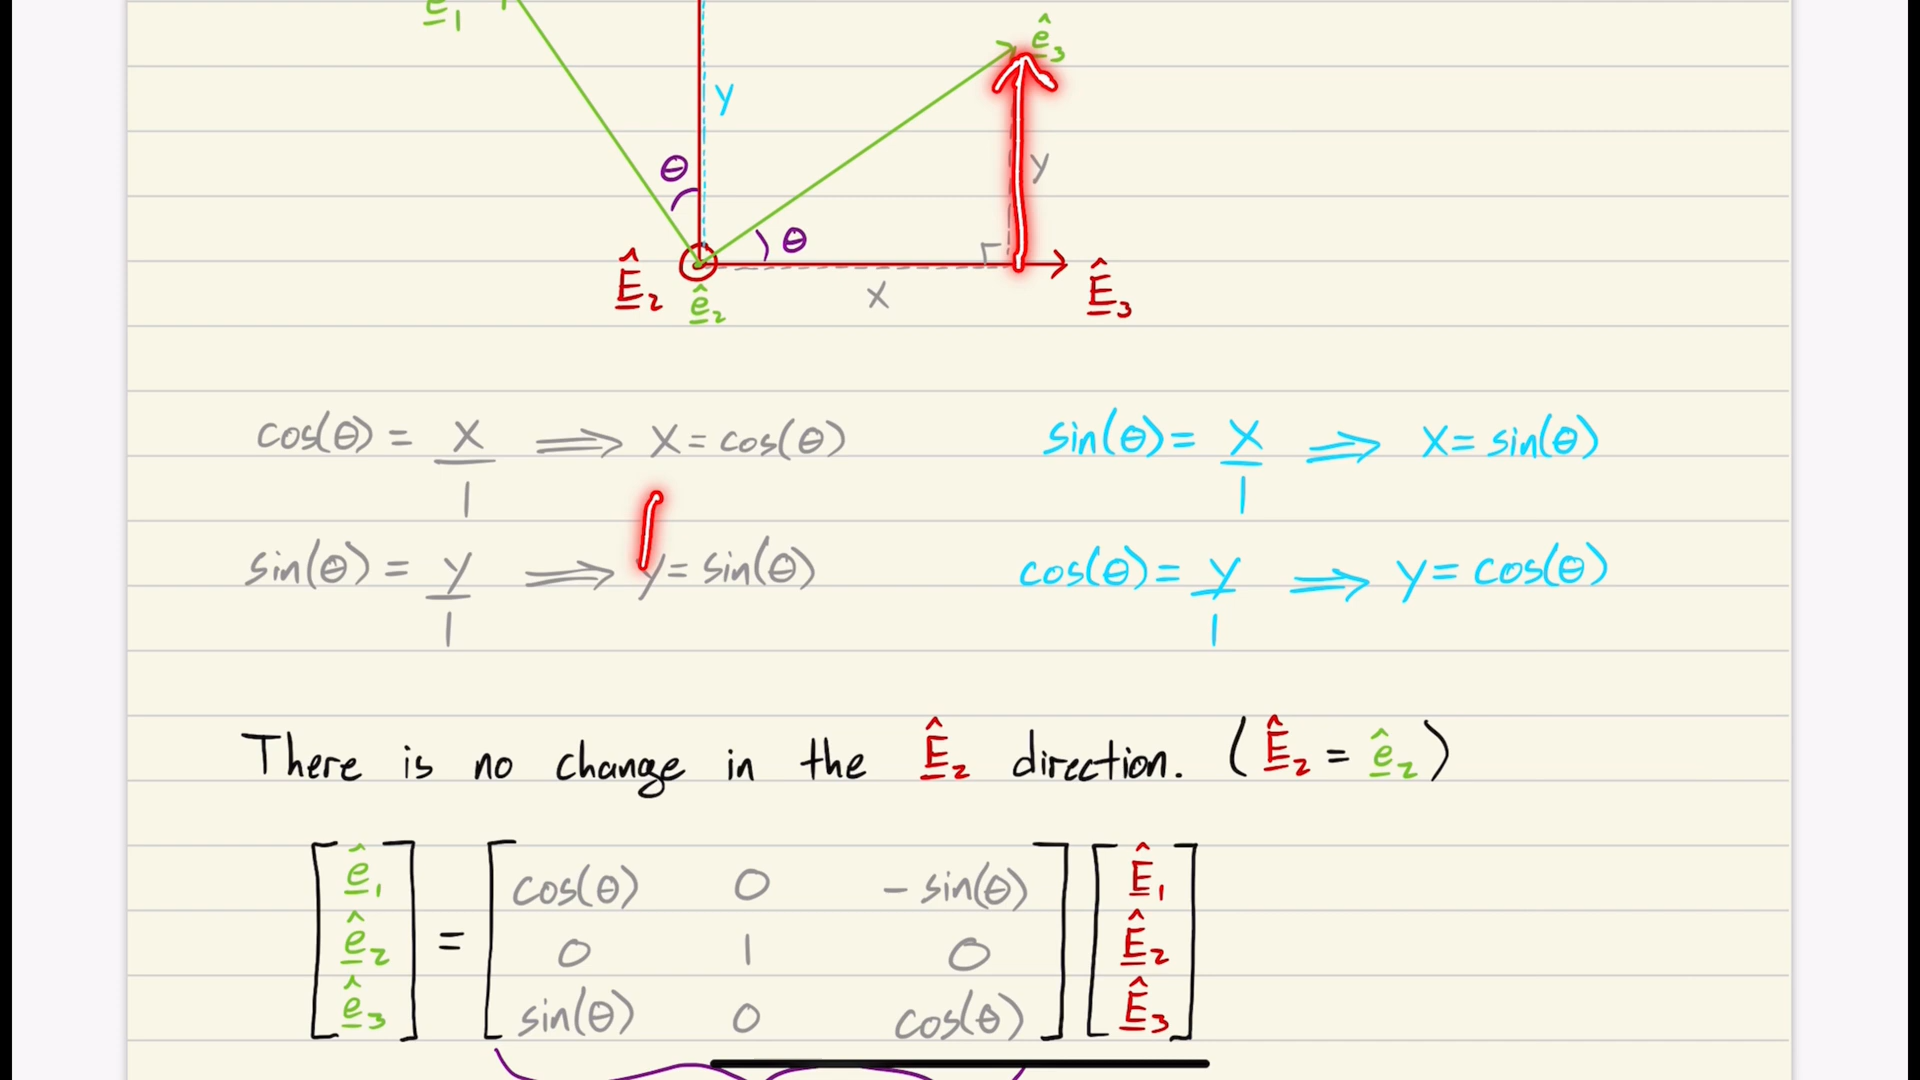 Ê₁
ê₃
y
θ
y
θ
Ê₂
ê₂
x
Ê₃
cos(θ) = x/1 ⟹ x = cos(θ)
sin(θ) = x/1 ⟹ x = sin(θ)
sin(θ) = y/1 ⟹ y = sin(θ)
cos(θ) = y/1 ⟹ y = cos(θ)
There is no change in the Ê₂ direction. (Ê₂ = ê₂)
[ê₁] [cos(θ) 0 -sin(θ)] [Ê₁]
[ê₂] = [0 1 0] [Ê₂]
[ê₃] [sin(θ) 0 cos(θ)] [Ê₃]